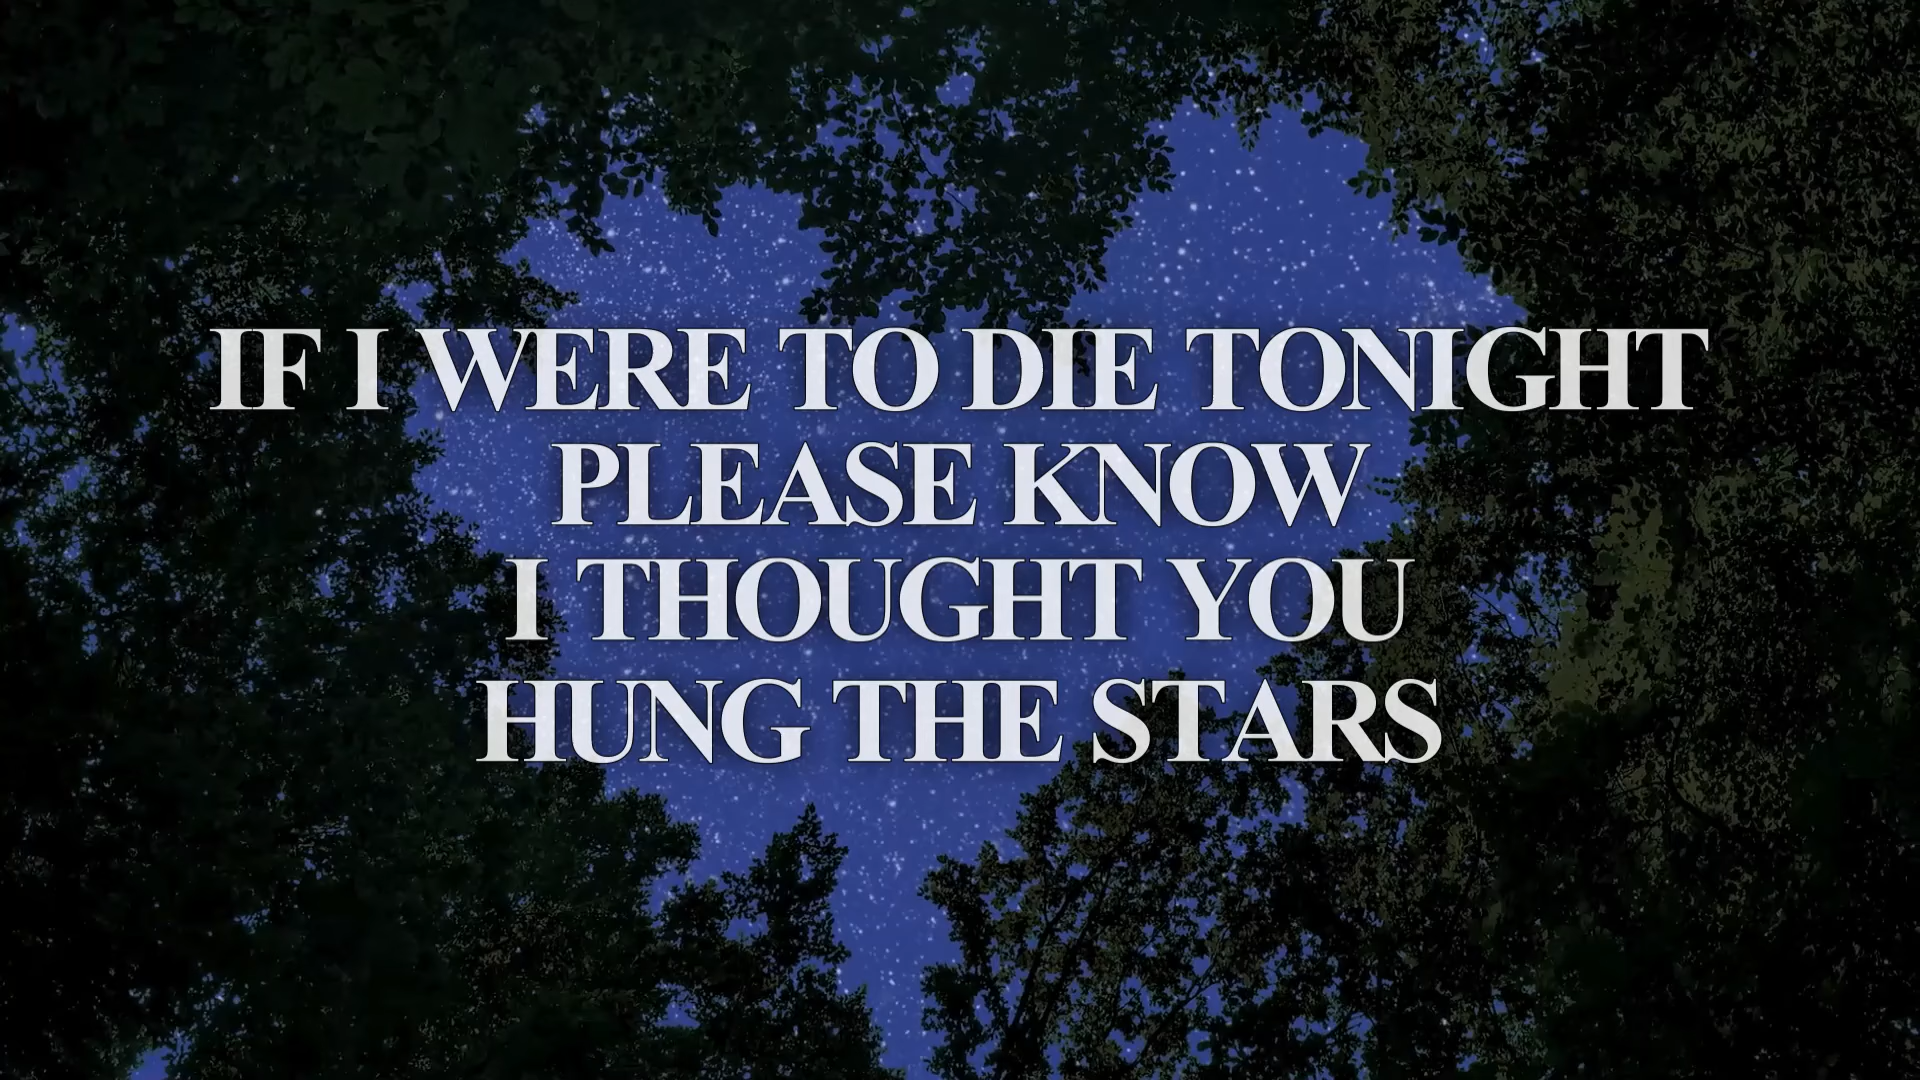 IF I WERE TO DIE TONIGHT
PLEASE KNOW
I THOUGHT YOU
HUNG THE STARS